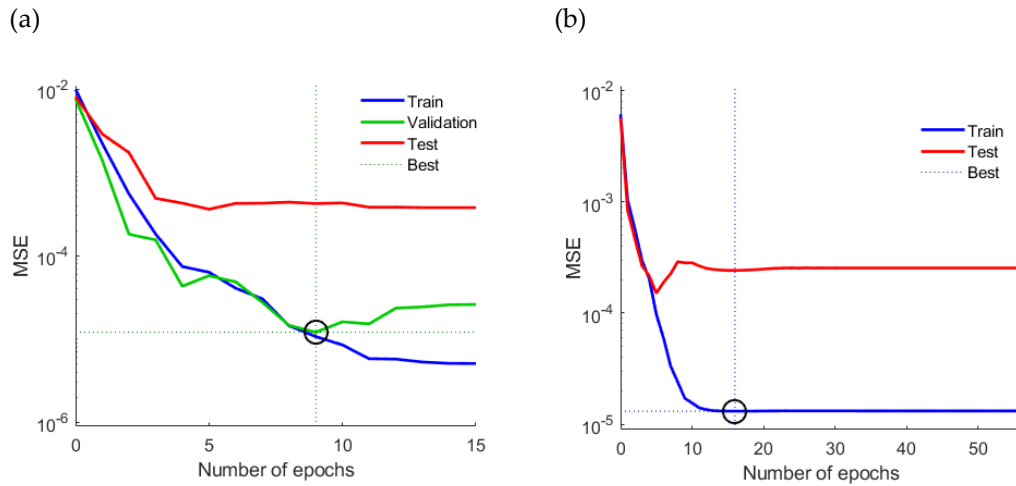 (a)
10^-2
10^-4
10^-6
MSE
0
5
10
15
Number of epochs
Train
Validation
Test
Best
(b)
10^-2
10^-3
10^-4
10^-5
MSE
0
10
20
30
40
50
Number of epochs
Train
Test
Best